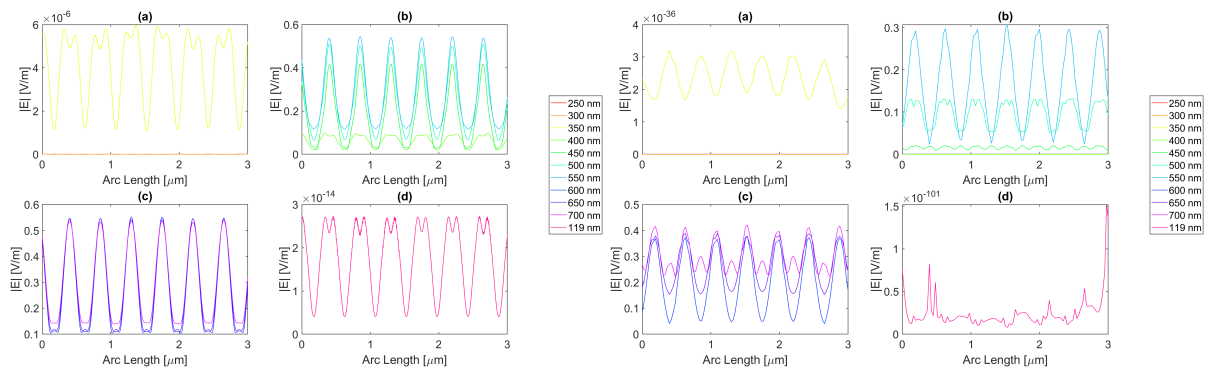 (a)
×10^-6
6
4
2
0
|E| [V/m]
0 1 2 3
Arc Length [μm]
(b)
0.6
0.4
0.2
0
|E| [V/m]
0 1 2 3
Arc Length [μm]
(c)
0.6
0.5
0.4
0.3
0.2
0.1
|E| [V/m]
0 1 2 3
Arc Length [μm]
(d)
×10^-14
3
2
1
0
|E| [V/m]
0 1 2 3
Arc Length [μm]
250 nm
300 nm
350 nm
400 nm
450 nm
500 nm
550 nm
600 nm
650 nm
700 nm
119 nm
(a)
×10^-36
4
3
2
1
0
|E| [V/m]
0 1 2 3
Arc Length [μm]
(b)
0.3
0.2
0.1
0
|E| [V/m]
0 1 2 3
Arc Length [μm]
(c)
0.5
0.4
0.3
0.2
0.1
0
|E| [V/m]
0 1 2 3
Arc Length [μm]
(d)
×10^-101
1.5
1
0.5
0
|E| [V/m]
0 1 2 3
Arc Length [μm]
250 nm
300 nm
350 nm
400 nm
450 nm
500 nm
550 nm
600 nm
650 nm
700 nm
119 nm